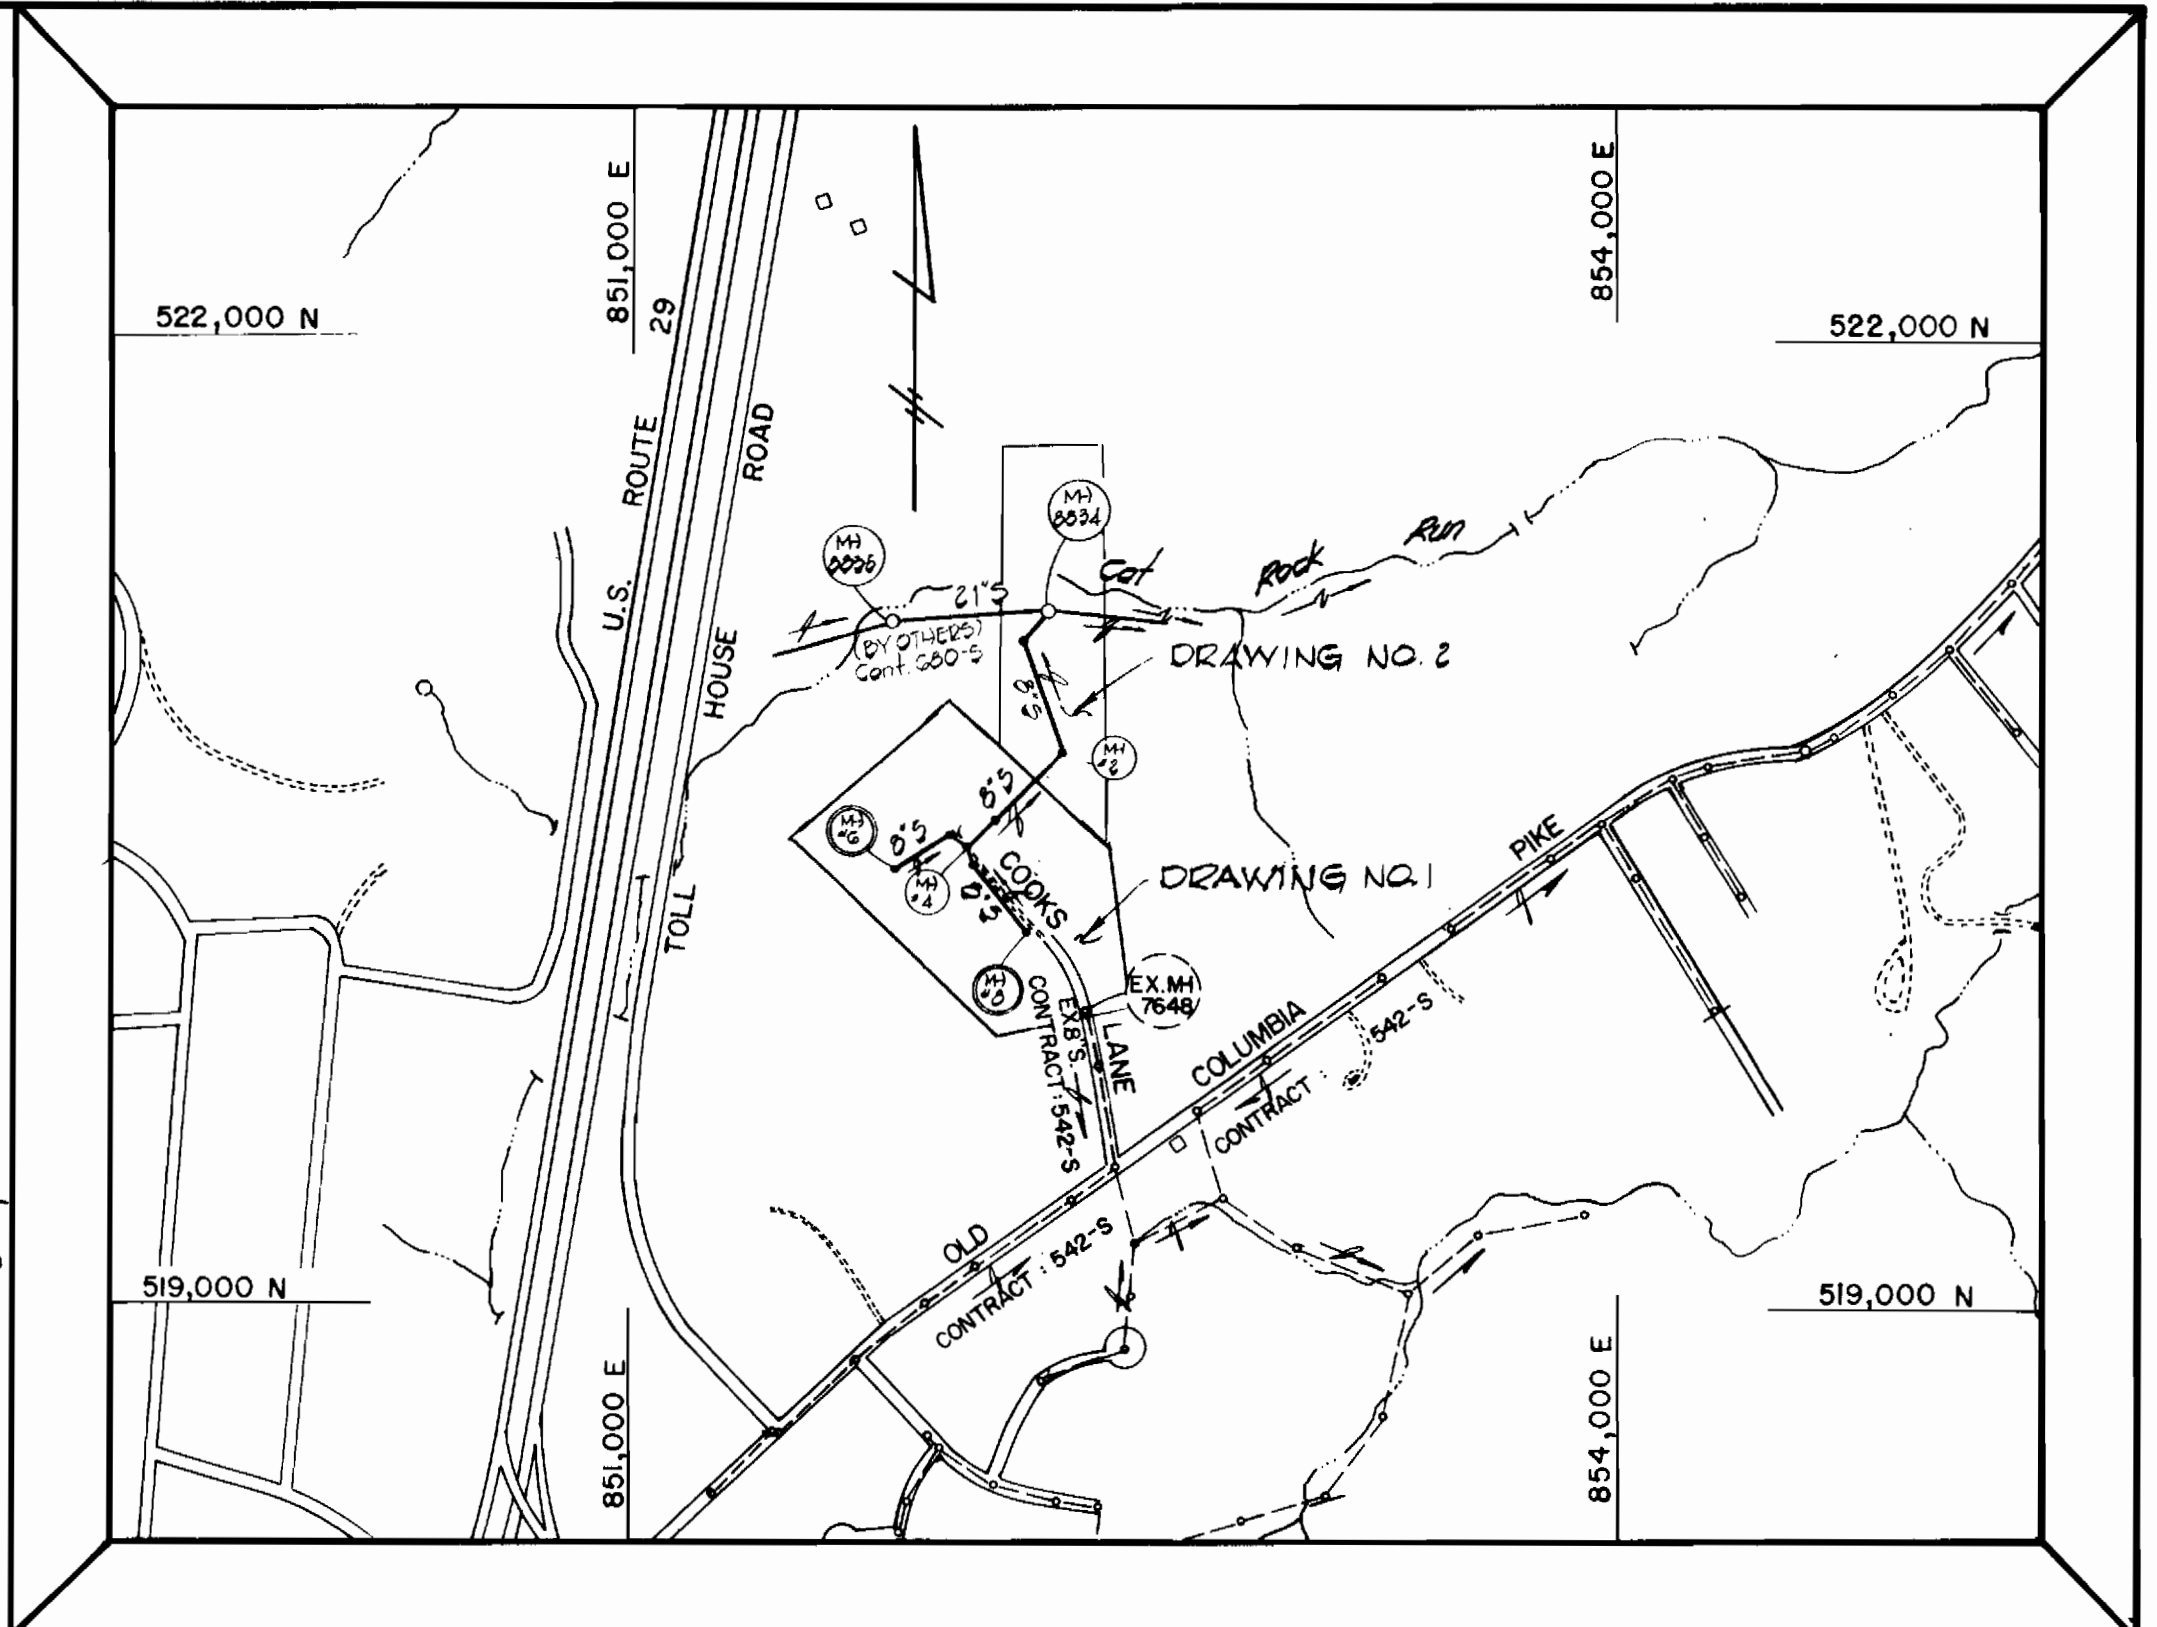 851,000 E
854,000 E
522,000 N
522,000 N
U.S. ROUTE 29
TOLL HOUSE ROAD
MH
8834
MH
21"S
(BY OTHERS)
Cont. 680-S
Cat Rock Run
DRAWING NO. 2
8"S
MH
#2
8"S
MH
#6
8"S
MH
#4
8"S
COOKS LANE
DRAWING NO. 1
MH
#8
EX. MH
7648
EX 8"S.
CONTRACT: 542-S
OLD COLUMBIA PIKE
CONTRACT: 542-S
CONTRACT: 542-S
519,000 N
519,000 N
851,000 E
854,000 E